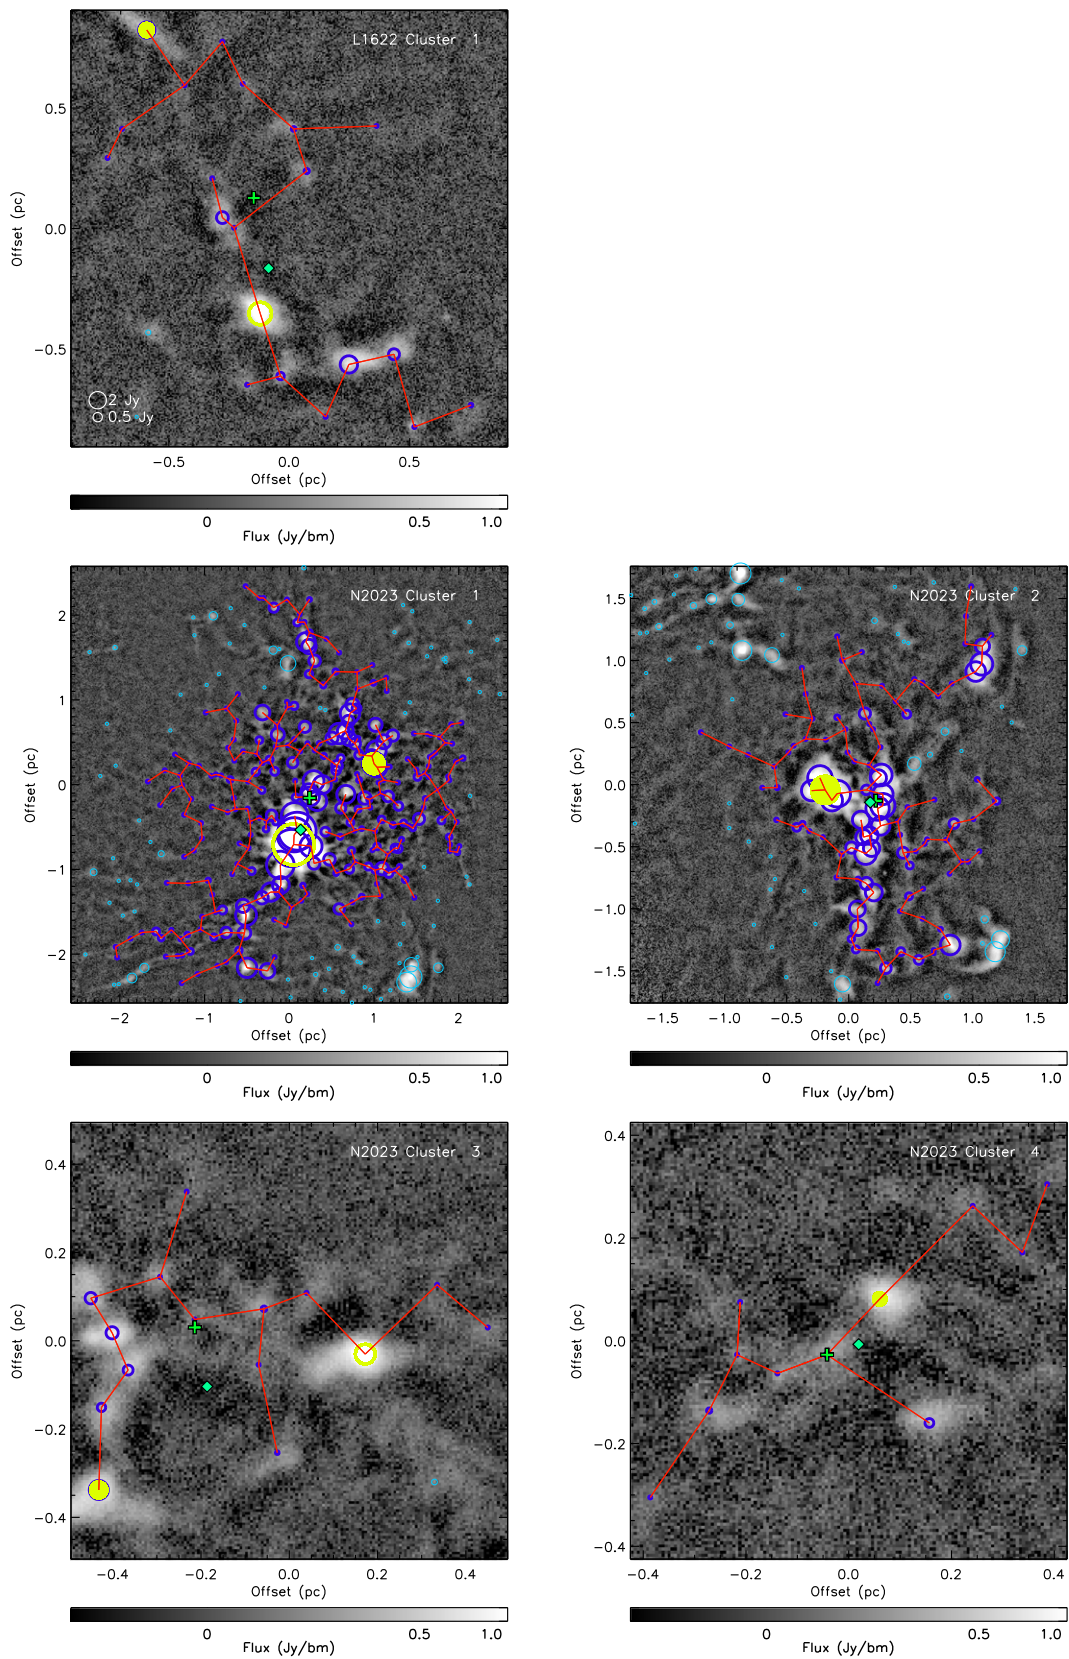 L1622 Cluster 1
0.5
0.0
−0.5
Offset (pc)
2 Jy
0.5 Jy
−0.5 0.0 0.5
Offset (pc)
0 0.5 1.0
Flux (Jy/bm)
N2023 Cluster 1
2
1
0
−1
−2
Offset (pc)
−2 −1 0 1 2
Offset (pc)
0 0.5 1.0
Flux (Jy/bm)
N2023 Cluster 2
1.5
1.0
0.5
0.0
−0.5
−1.0
−1.5
Offset (pc)
−1.5 −1.0 −0.5 0.0 0.5 1.0 1.5
Offset (pc)
0 0.5 1.0
Flux (Jy/bm)
N2023 Cluster 3
0.4
0.2
0.0
−0.2
−0.4
Offset (pc)
−0.4 −0.2 0.0 0.2 0.4
Offset (pc)
0 0.5 1.0
Flux (Jy/bm)
N2023 Cluster 4
0.4
0.2
0.0
−0.2
−0.4
Offset (pc)
−0.4 −0.2 0.0 0.2 0.4
Offset (pc)
0 0.5 1.0
Flux (Jy/bm)